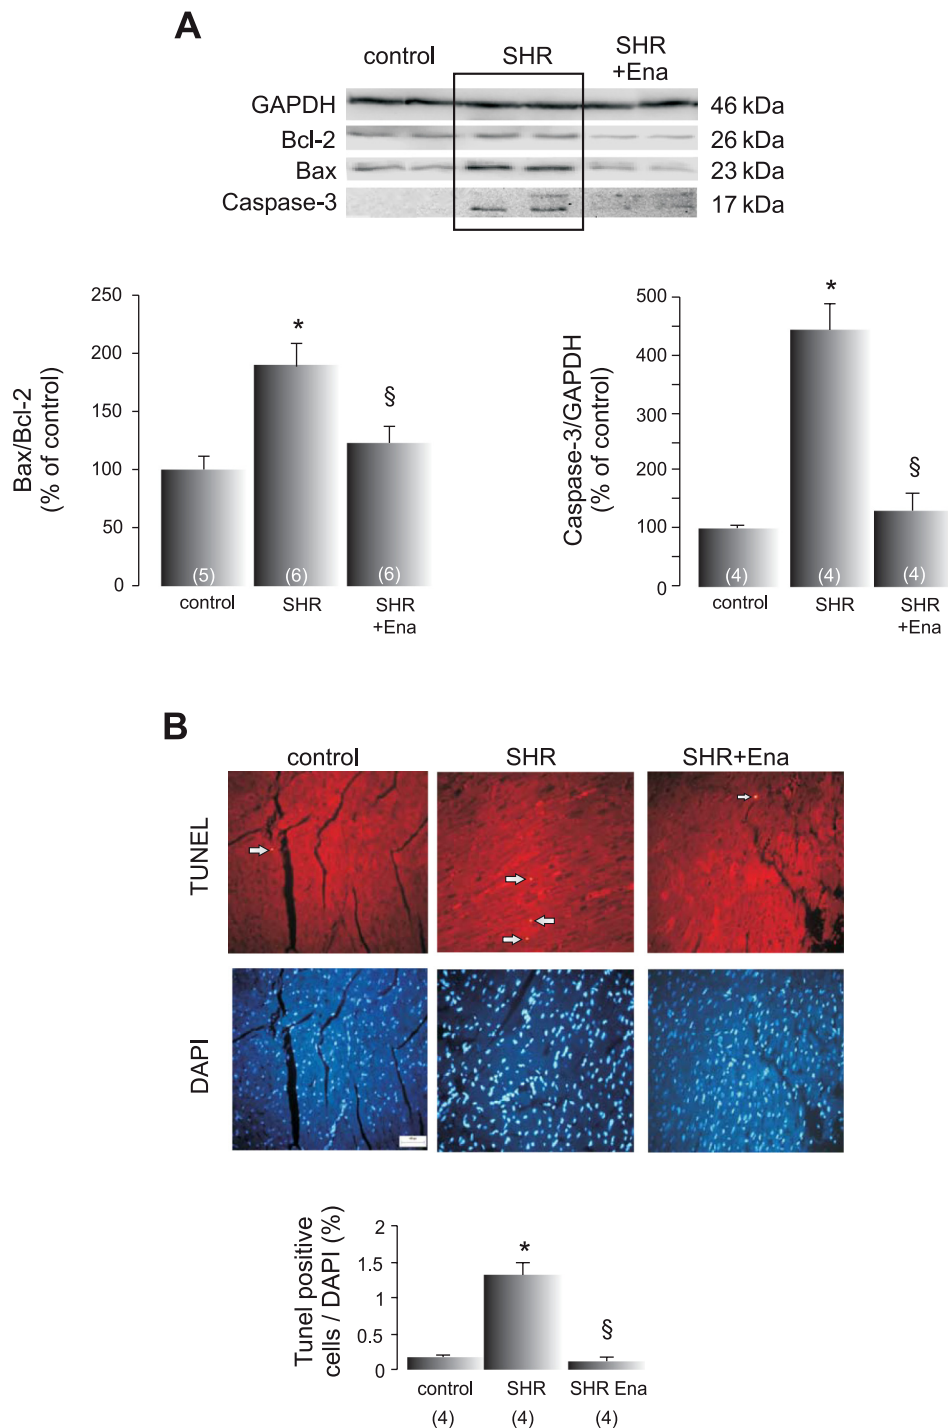 A
control SHR SHR
+Ena
GAPDH 46 kDa
Bcl-2 26 kDa
Bax 23 kDa
Caspase-3 17 kDa
Bax/Bcl-2
(% of control)
250
200
150
100
50
0
*
§
(5) (6) (6)
control SHR SHR
+Ena
Caspase-3/GAPDH
(% of control)
500
450
300
200
100
0
*
§
(4) (4) (4)
control SHR SHR
+Ena
B
control SHR SHR+Ena
TUNEL
DAPI
Tunel positive
cells / DAPI (%)
2
1.5
1
0.5
0
*
§
control SHR SHR Ena
(4) (4) (4)